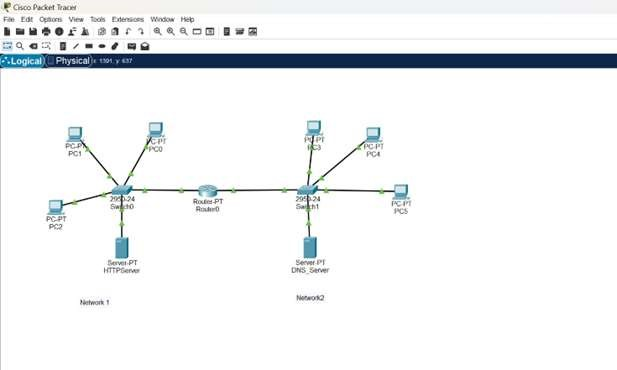 Cisco Packet Tracer
File Edit Options View Tools Extensions Window Help
Logical Physical x: 1391, y: 637
PC-PT
PC1
PC-PT
PC0
PC-PT
PC3
PC-PT
PC4
PC-PT
PC2
2950-24
Switch0
Router-PT
Router0
2950-24
Switch1
PC-PT
PC5
Server-PT
HTTPServer
Server-PT
DNS_Server
Network 1
Network2